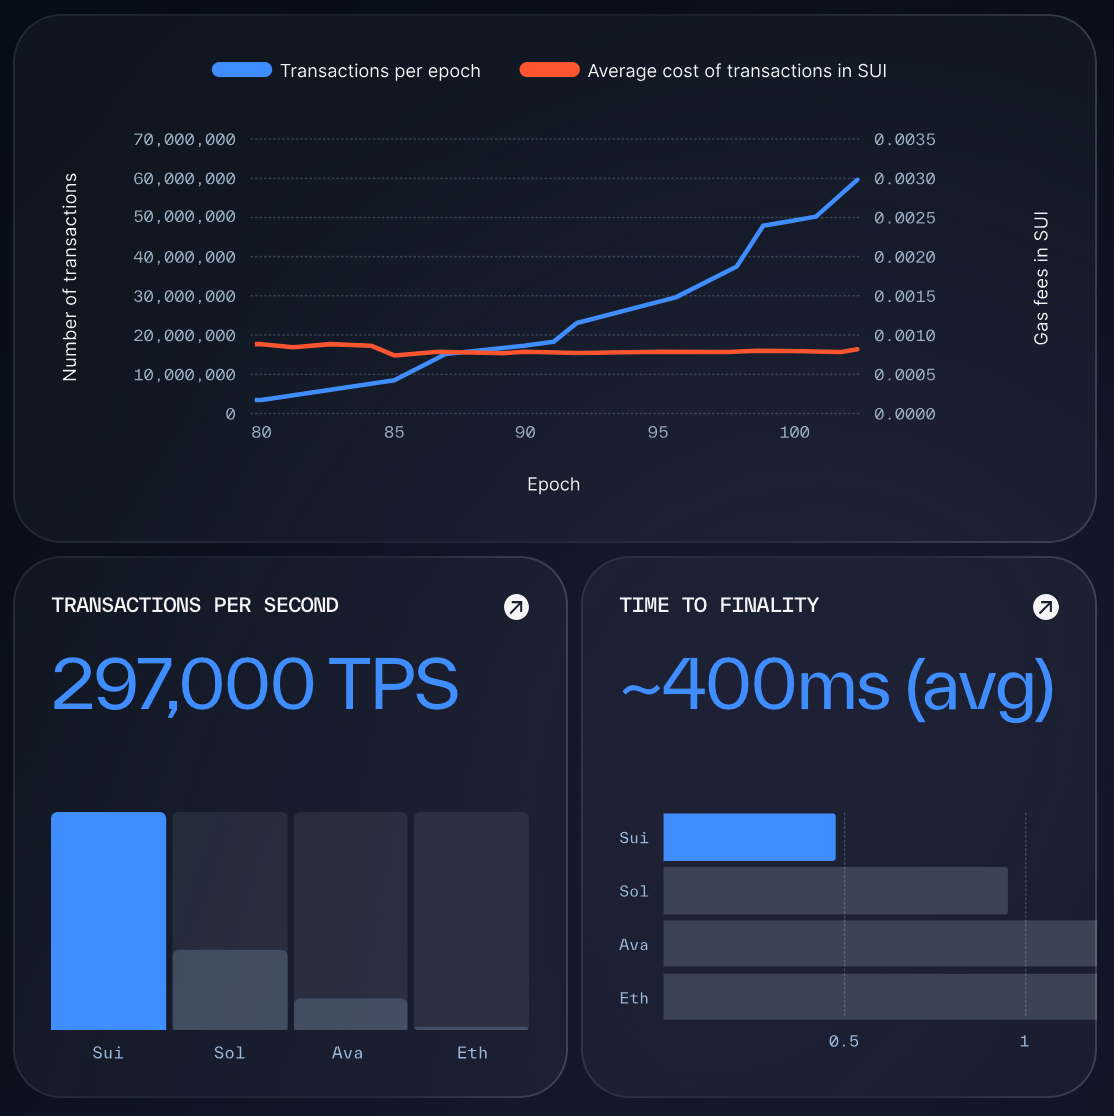 Transactions per epoch
Average cost of transactions in SUI
Number of transactions
70,000,000
60,000,000
50,000,000
40,000,000
30,000,000
20,000,000
10,000,000
0
0.0035
0.0030
0.0025
0.0020
0.0015
0.0010
0.0005
0.0000
Gas fees in SUI
80 85 90 95 100
Epoch
TRANSACTIONS PER SECOND
297,000 TPS
Sui Sol Ava Eth
TIME TO FINALITY
~400ms (avg)
Sui
Sol
Ava
Eth
0.5 1